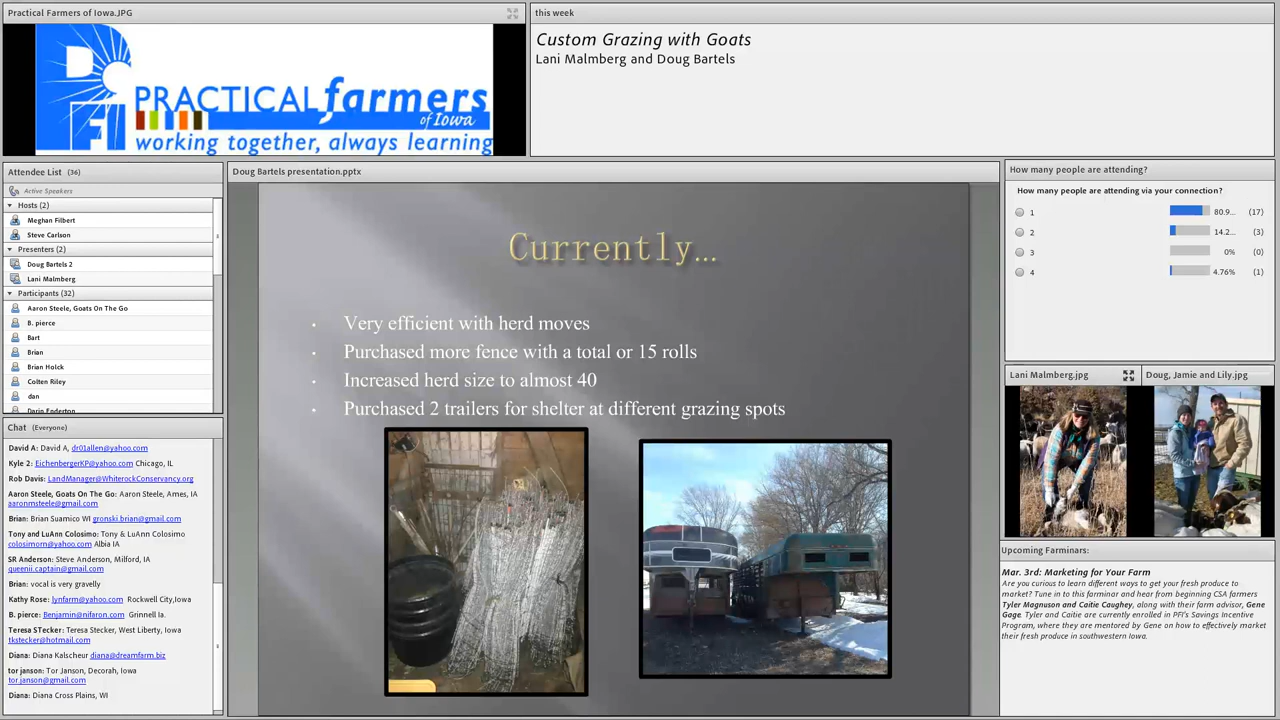 Practical Farmers of Iowa.JPG
PFI
PRACTICAL farmers
of Iowa
working together, always learning
this week
Custom Grazing with Goats
Lani Malmberg and Doug Bartels
Attendee List (36)
Active Speakers
Hosts (2)
Meghan Filbert
Steve Carlson
Presenters (2)
Doug Bartels 2
Lani Malmberg
Participants (32)
Aaron Steele, Goats On The Go
B. pierce
Bart
Brian
Brian Holck
Colten Riley
dan
Darin Enderton
Chat (Everyone)
David A: David A, dr01allen@yahoo.com
Kyle 2: EichenbergerKP@yahoo.com Chicago, IL
Rob Davis: LandManager@WhiterockConservancy.org
Aaron Steele, Goats On The Go: Aaron Steele, Ames, IA
aaronmsteele@gmail.com
Brian: Brian Suamico WI gronski.brian@gmail.com
Tony and LuAnn Colosimo: Tony & LuAnn Colosimo
colosimorn@yahoo.com Albia IA
SR Anderson: Steve Anderson, Milford, IA
queenii.captain@gmail.com
Brian: vocal is very gravelly
Kathy Rose: lynfarm@yahoo.com Rockwell City,Iowa
B. pierce: Benjamin@nifaron.com Grinnell Ia.
Teresa STecker: Teresa Stecker, West Liberty, Iowa
tkstecker@hotmail.com
Diana: Diana Kalscheur diana@dreamfarm.biz
tor janson: Tor Janson, Decorah, Iowa
tor.janson@gmail.com
Diana: Diana Cross Plains, WI
Doug Bartels presentation.pptx
Currently...
• Very efficient with herd moves
• Purchased more fence with a total or 15 rolls
• Increased herd size to almost 40
• Purchased 2 trailers for shelter at different grazing spots
How many people are attending?
How many people are attending via your connection?
1 80.9... (17)
2 14.2... (3)
3 0% (0)
4 4.76% (1)
Lani Malmberg.jpg
Doug, Jamie and Lily.jpg
Upcoming Farminars:
Mar. 3rd: Marketing for Your Farm
Are you curious to learn different ways to get your fresh produce to
market? Tune in to this farminar and hear from beginning CSA farmers
Tyler Magnuson and Caitie Caughey, along with their farm advisor, Gene
Gage. Tyler and Caitie are currently enrolled in PFI's Savings Incentive
Program, where they are mentored by Gene on how to effectively market
their fresh produce in southwestern Iowa.